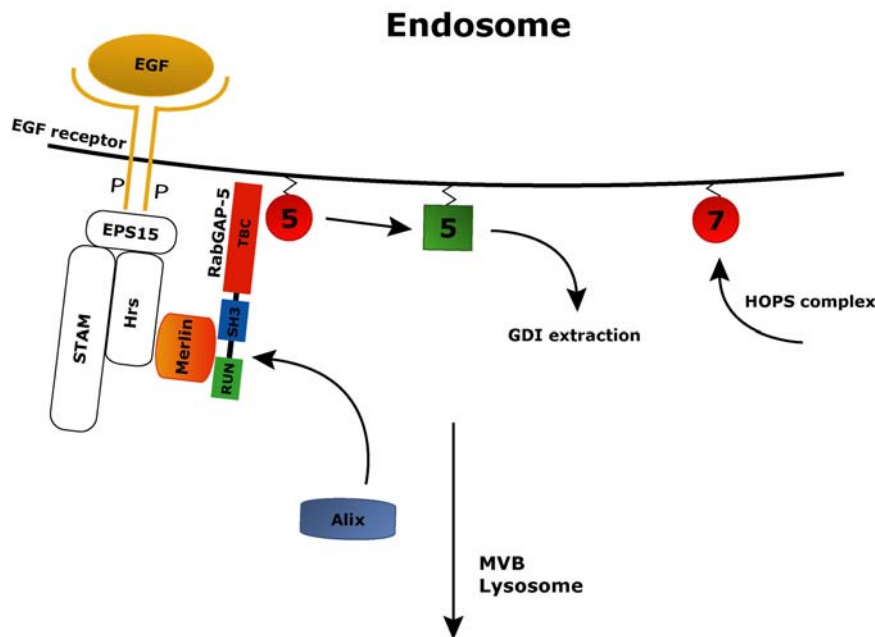 Endosome
EGF
EGF receptor
P
P
EPS15
STAM
Hrs
Merlin
RabGAP-5
TBC
SH3
RUN
5
5
7
GDI extraction
HOPS complex
Alix
MVB
Lysosome